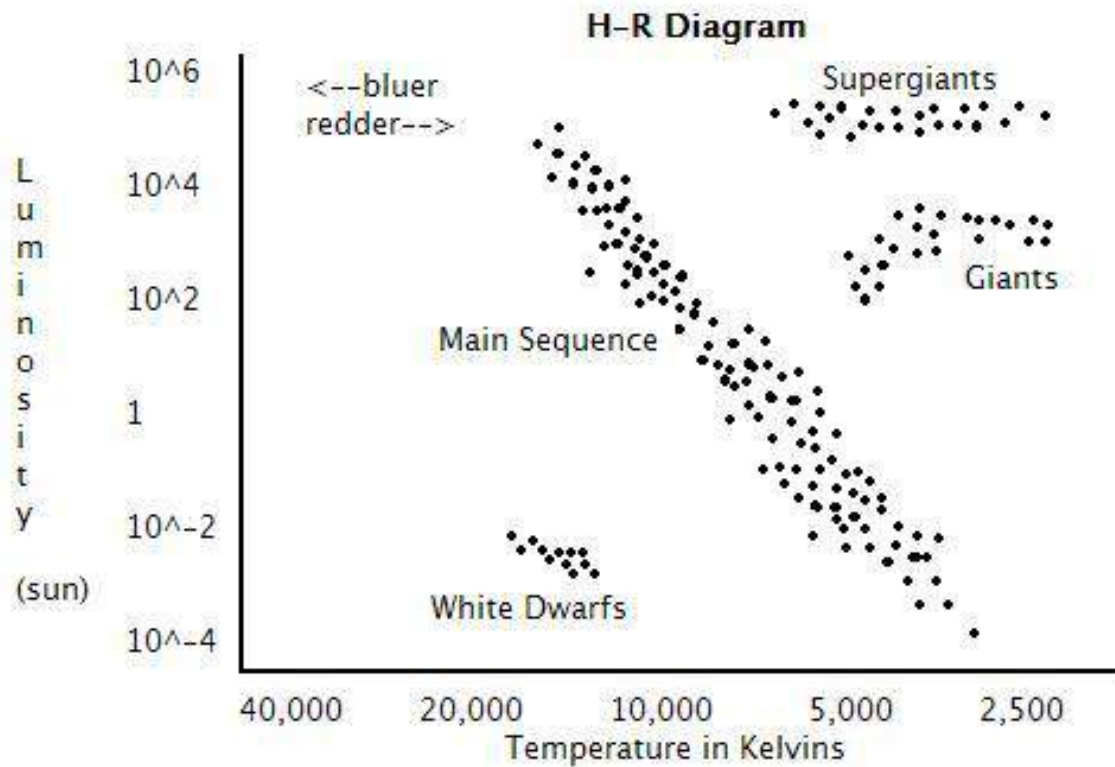 H-R Diagram
10^6
<--bluer
redder-->
Supergiants
10^4
Luminosity
(sun)
10^2
Giants
Main Sequence
1
10^-2
White Dwarfs
10^-4
40,000 20,000 10,000 5,000 2,500
Temperature in Kelvins